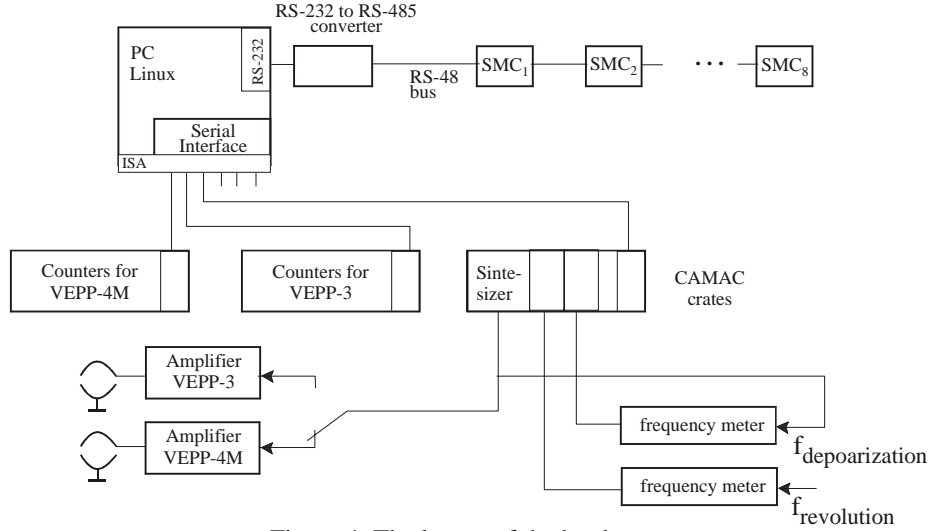 RS-232 to RS-485
converter
PC
Linux
RS-232
SMC1
SMC2
...
SMC8
RS-48
bus
Serial
Interface
ISA
Counters for
VEPP-4M
Counters for
VEPP-3
Sinte-
sizer
CAMAC
crates
Amplifier
VEPP-3
Amplifier
VEPP-4M
frequency meter
fdepoarization
frequency meter
frevolution